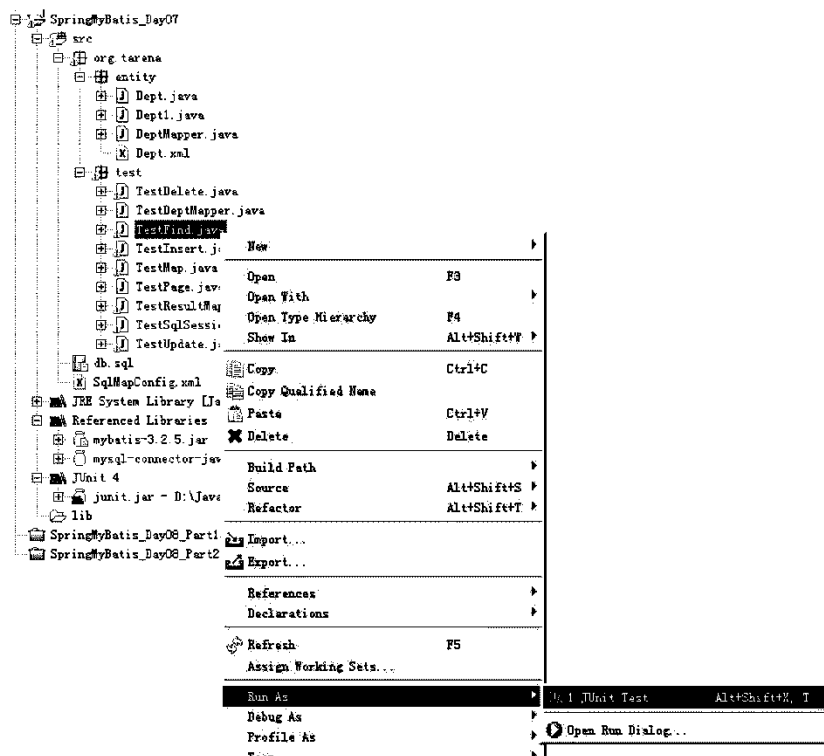 SpringMyBatis_Day07
src
org.tarena
entity
Dept.java
Dept1.java
DeptMapper.java
Dept.xml
test
TestDelete.java
TestDeptMapper.java
TestFind.java
TestInsert.j
TestMap.java
TestPage.jav
TestResultMap
TestSqlSessi
TestUpdate.j
db.sql
SqlMapConfig.xml
JRE System Library [Ja
Referenced Libraries
mybatis-3.2.5.jar
mysql-connector-jav
JUnit 4
junit.jar - D:\Java
lib
SpringMyBatis_Day08_Part1
SpringMyBatis_Day08_Part2
New
Open F3
Open With
Open Type Hierarchy F4
Show In Alt+Shift+W
Copy Ctrl+C
Copy Qualified Name
Paste Ctrl+V
Delete Delete
Build Path
Source Alt+Shift+S
Refactor Alt+Shift+T
Import...
Export...
References
Declarations
Refresh F5
Assign Working Sets...
Run As
Debug As
Profile As
1 JUnit Test Alt+Shift+X, T
Open Run Dialog...